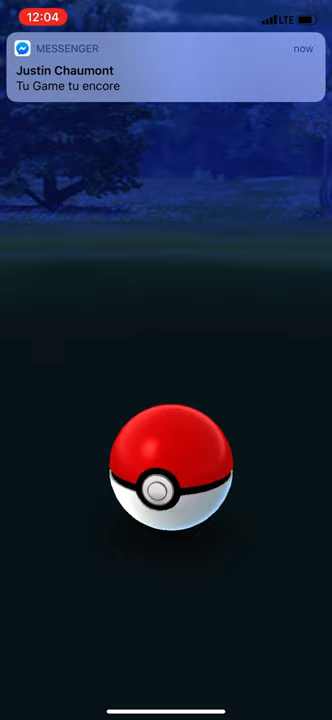 12:04
LTE
MESSENGER
now
Justin Chaumont
Tu Game tu encore